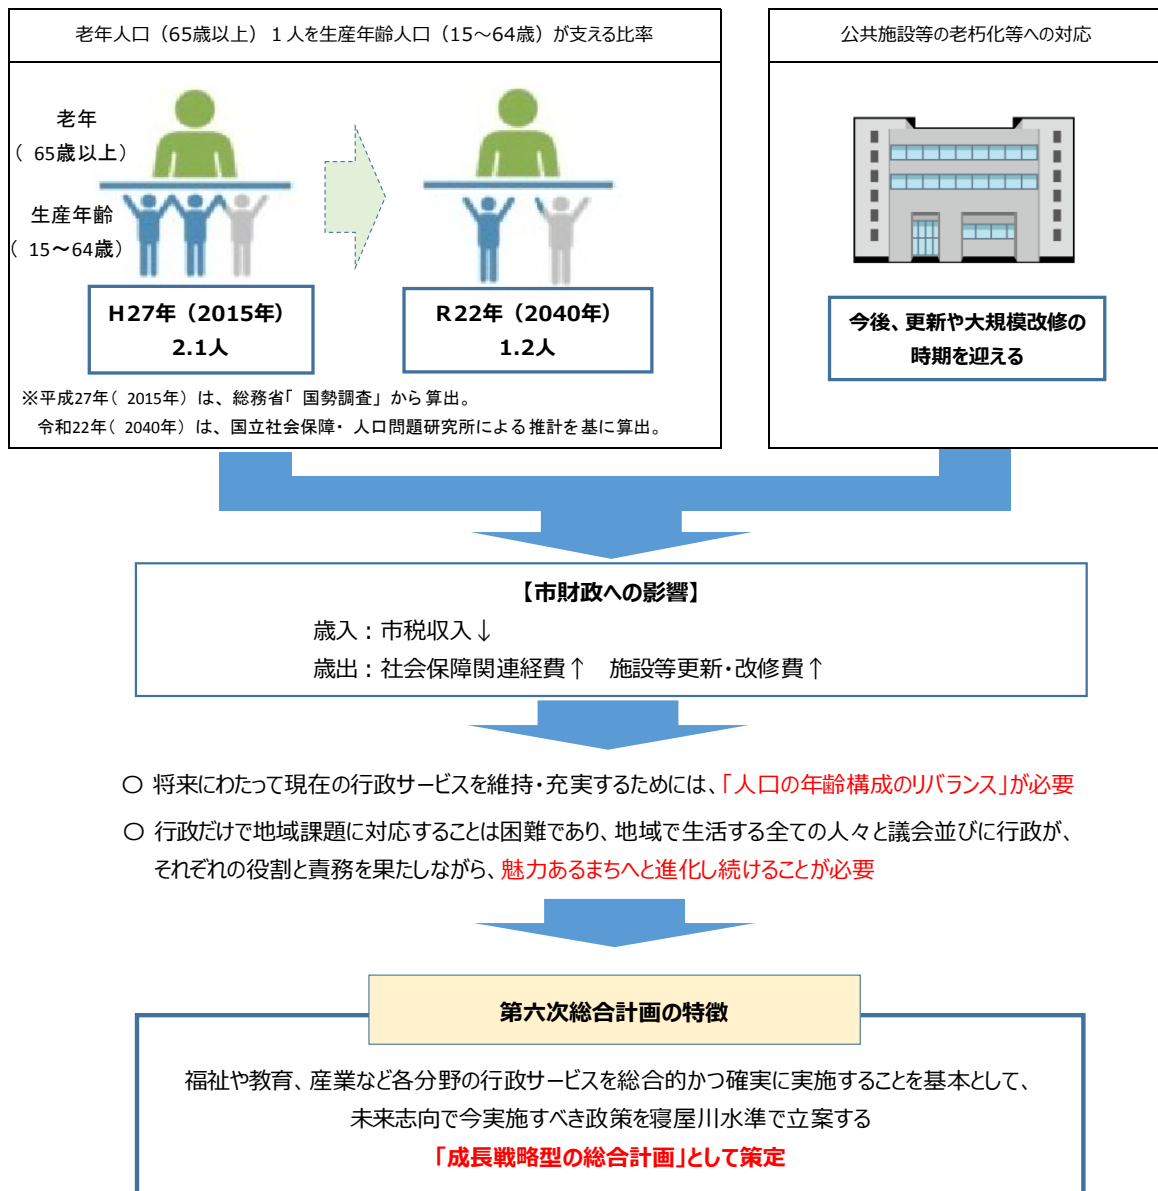 老年人口（65歳以上）１人を生産年齢人口（15～64歳）が支える比率
老年
（ 65歳以上）
生産年齢
（ 15～64歳）
H27年（2015年）
2.1人
R22年（2040年）
1.2人
※平成27年（ 2015年）は、総務省「 国勢調査」から算出。
令和22年（ 2040年）は、国立社会保障・ 人口問題研究所による推計を基に算出。
公共施設等の老朽化等への対応
今後、更新や大規模改修の
時期を迎える
【市財政への影響】
歳入：市税収入↓
歳出：社会保障関連経費↑　施設等更新・改修費↑
〇 将来にわたって現在の行政サービスを維持・充実するためには、「人口の年齢構成のリバランス」が必要
〇 行政だけで地域課題に対応することは困難であり、地域で生活する全ての人々と議会並びに行政が、
それぞれの役割と責務を果たしながら、魅力あるまちへと進化し続けることが必要
第六次総合計画の特徴
福祉や教育、産業など各分野の行政サービスを総合的かつ確実に実施することを基本として、
未来志向で今実施すべき政策を寝屋川水準で立案する
「成長戦略型の総合計画」として策定